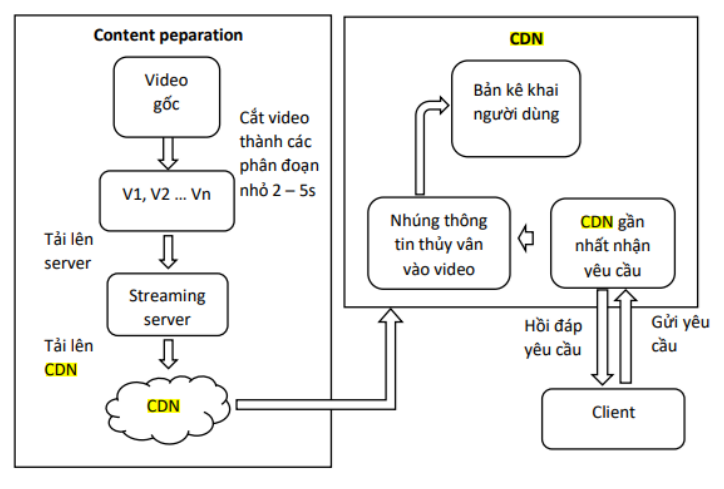 Content peparation
Video
gốc
Cắt video
thành các
phân đoạn
nhỏ 2 – 5s
V1, V2 ... Vn
Tải lên
server
Streaming
server
Tải lên
CDN
CDN
CDN
Bản kê khai
người dùng
Nhúng thông
tin thủy vân
vào video
CDN gần
nhất nhận
yêu cầu
Hồi đáp
yêu cầu
Gửi yêu
cầu
Client